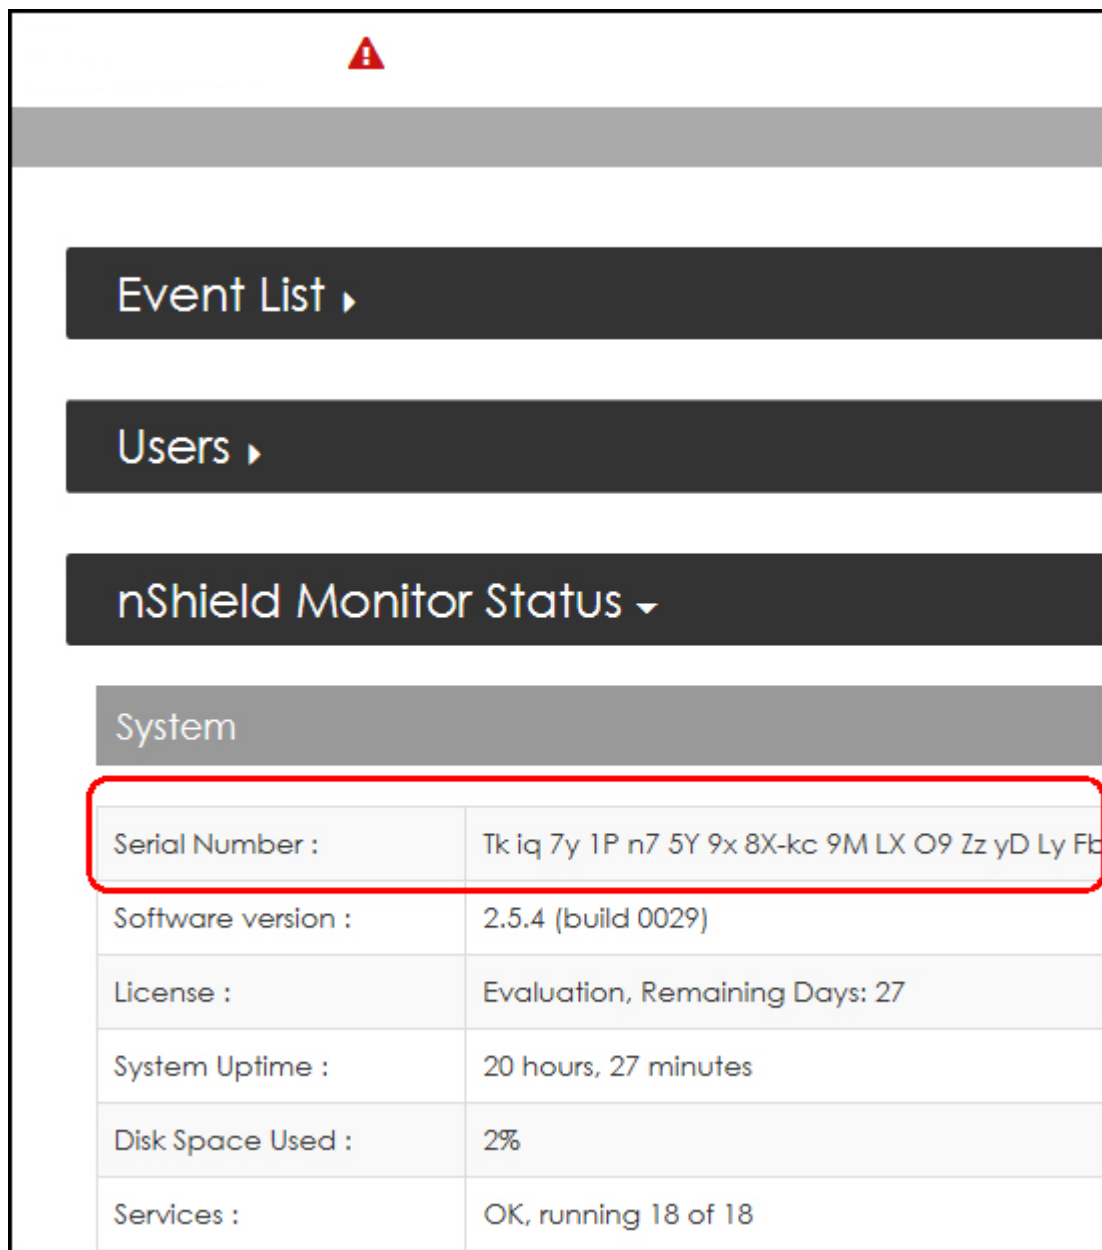 Event List
Users
nShield Monitor Status
System
Serial Number : Tk iq 7y 1P n7 5Y 9x 8X-kc 9M LX O9 Zz yD Ly Fb
Software version : 2.5.4 (build 0029)
License : Evaluation, Remaining Days: 27
System Uptime : 20 hours, 27 minutes
Disk Space Used : 2%
Services : OK, running 18 of 18